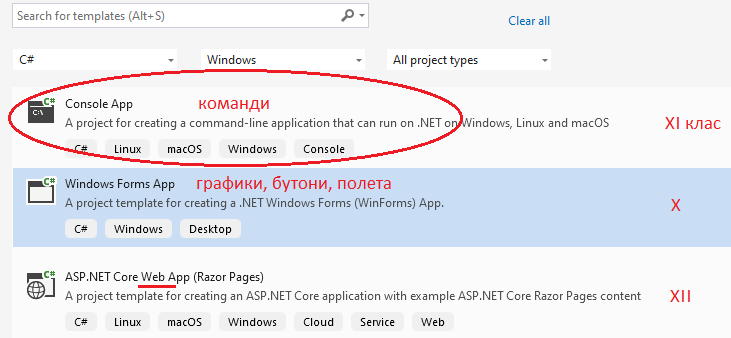 Search for templates (Alt+S)
Clear all
C#
Windows
All project types
Console App
команди
A project for creating a command-line application that can run on .NET on Windows, Linux and macOS
XI клас
C#
Linux
macOS
Windows
Console
Windows Forms App
графики, бутони, полета
A project template for creating a .NET Windows Forms (WinForms) App.
X
C#
Windows
Desktop
ASP.NET Core Web App (Razor Pages)
A project template for creating an ASP.NET Core application with example ASP.NET Core Razor Pages content
XII
C#
Linux
macOS
Windows
Cloud
Service
Web